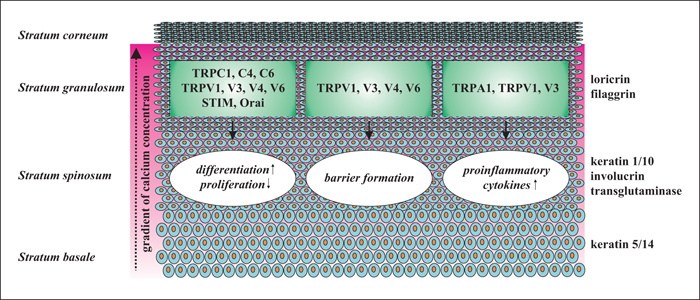 Stratum corneum
Stratum granulosum
Stratum spinosum
Stratum basale
gradient of calcium concentration
TRPC1, C4, C6
TRPV1, V3, V4, V6
STIM, Orai
TRPV1, V3, V4, V6
TRPA1, TRPV1, V3
differentiation↑
proliferation↓
barrier formation
proinflammatory
cytokines ↑
loricrin
filaggrin
keratin 1/10
involucrin
transglutaminase
keratin 5/14